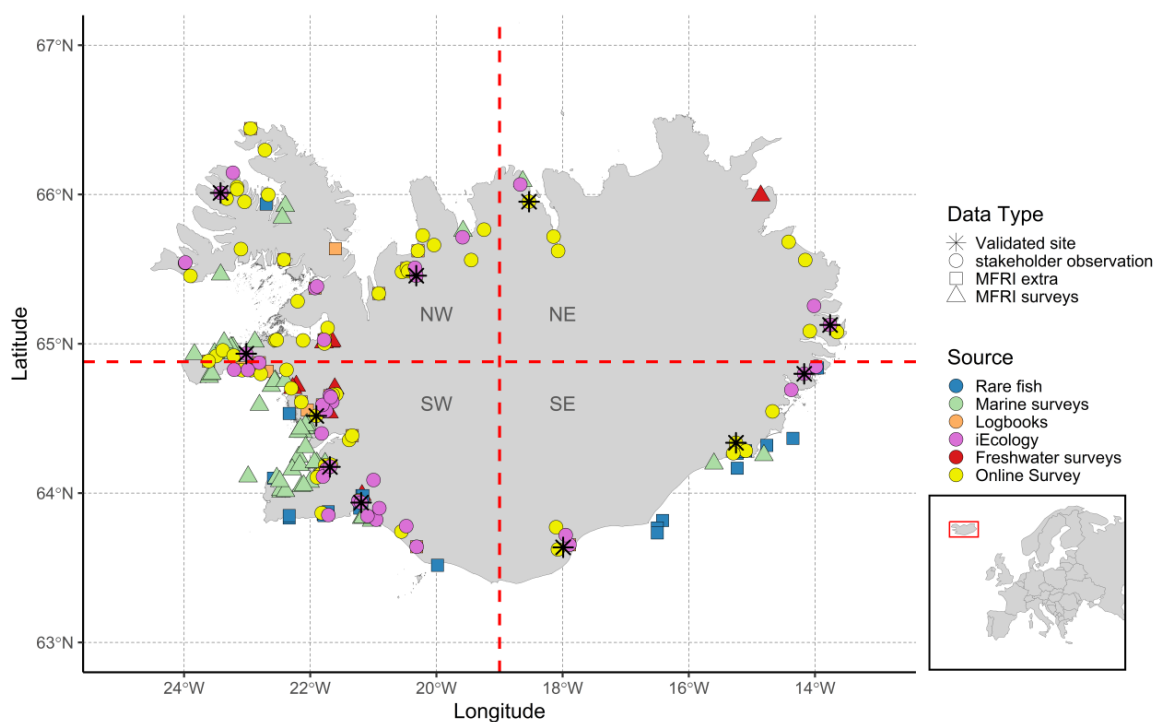 67°N
66°N
65°N
64°N
63°N
Latitude
NW
NE
SW
SE
24°W
22°W
20°W
18°W
16°W
14°W
Longitude
Data Type
Validated site
stakeholder observation
MFRI extra
MFRI surveys
Source
Rare fish
Marine surveys
Logbooks
iEcology
Freshwater surveys
Online Survey